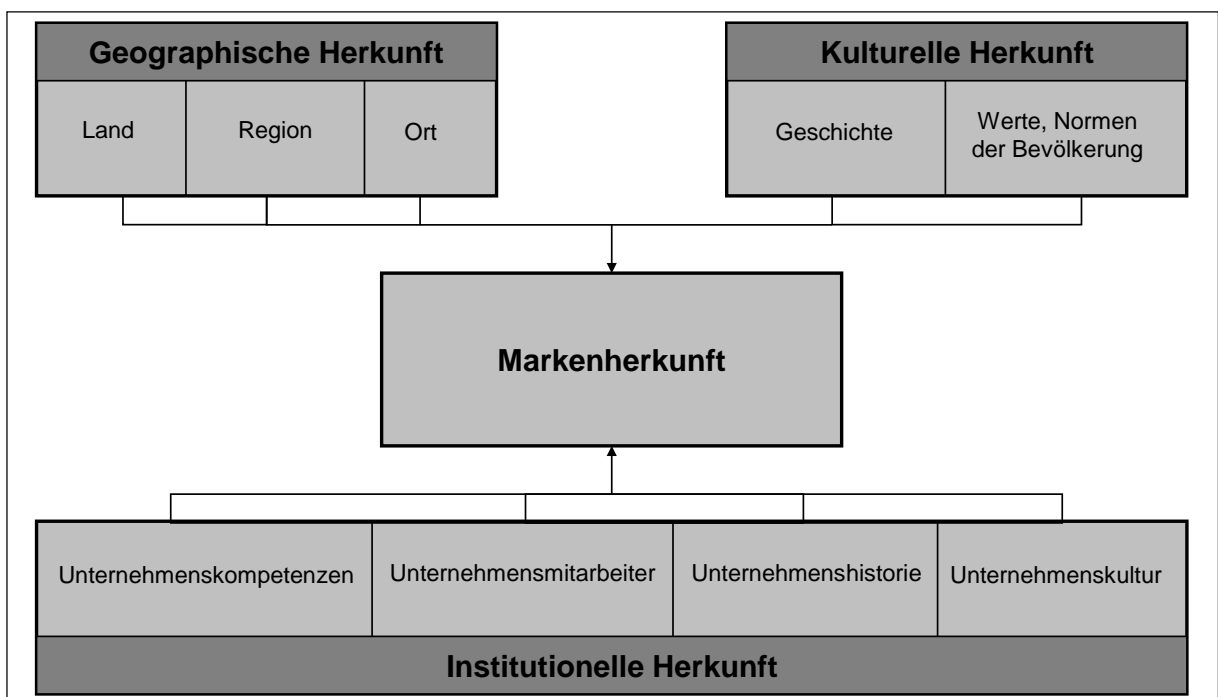 Geographische Herkunft
Kulturelle Herkunft
Land
Region
Ort
Geschichte
Werte, Normen
der Bevölkerung
Markenherkunft
Unternehmenskompetenzen
Unternehmensmitarbeiter
Unternehmenshistorie
Unternehmenskultur
Institutionelle Herkunft